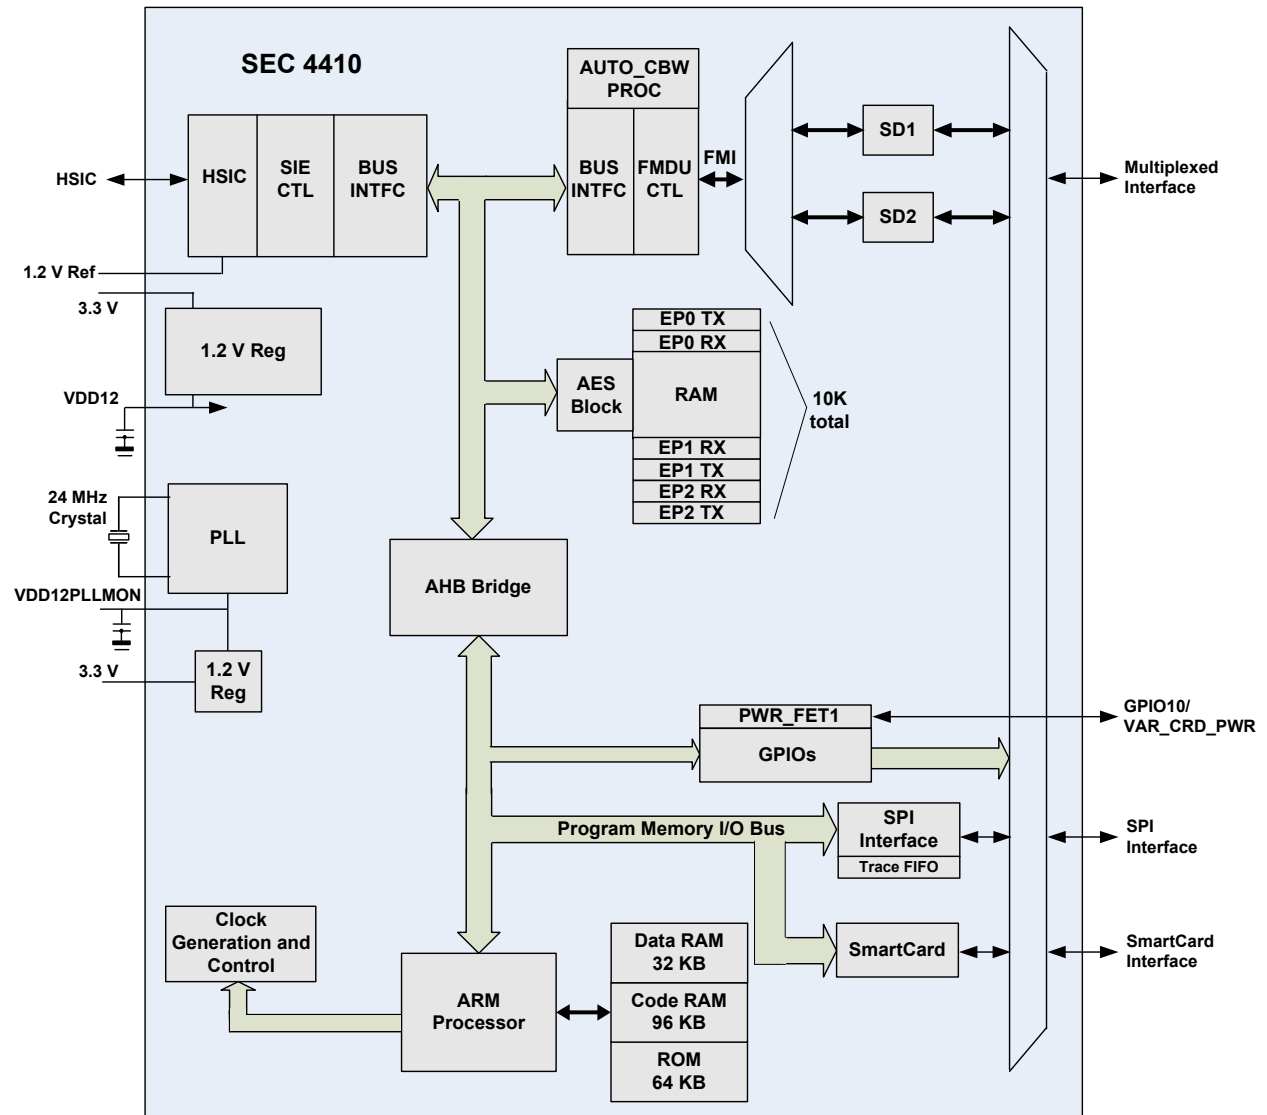 SEC 4410
AUTO_CBW
PROC
HSIC
HSIC
SIE
CTL
BUS
INTFC
BUS
INTFC
FMDU
CTL
FMI
SD1
SD2
Multiplexed
Interface
1.2 V Ref
3.3 V
1.2 V Reg
VDD12
EP0 TX
EP0 RX
AES
Block
RAM
EP1 RX
EP1 TX
EP2 RX
EP2 TX
10K
total
24 MHz
Crystal
PLL
AHB Bridge
VDD12PLLMON
3.3 V
1.2 V
Reg
PWR_FET1
GPIOs
GPIO10/
VAR_CRD_PWR
Program Memory I/O Bus
SPI
Interface
Trace FIFO
SPI
Interface
Clock
Generation and
Control
ARM
Processor
Data RAM
32 KB
Code RAM
96 KB
ROM
64 KB
SmartCard
SmartCard
Interface